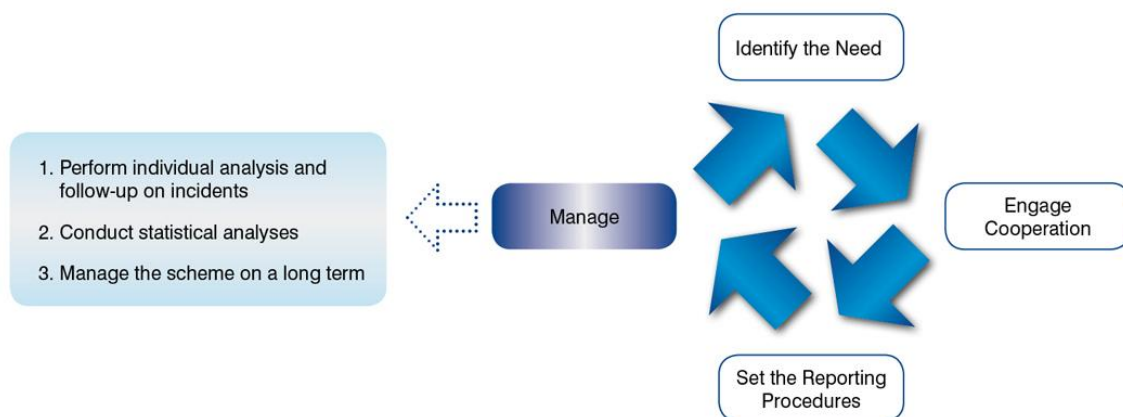 Identify the Need
1. Perform individual analysis and
follow-up on incidents
2. Conduct statistical analyses
3. Manage the scheme on a long term
Manage
Engage
Cooperation
Set the Reporting
Procedures